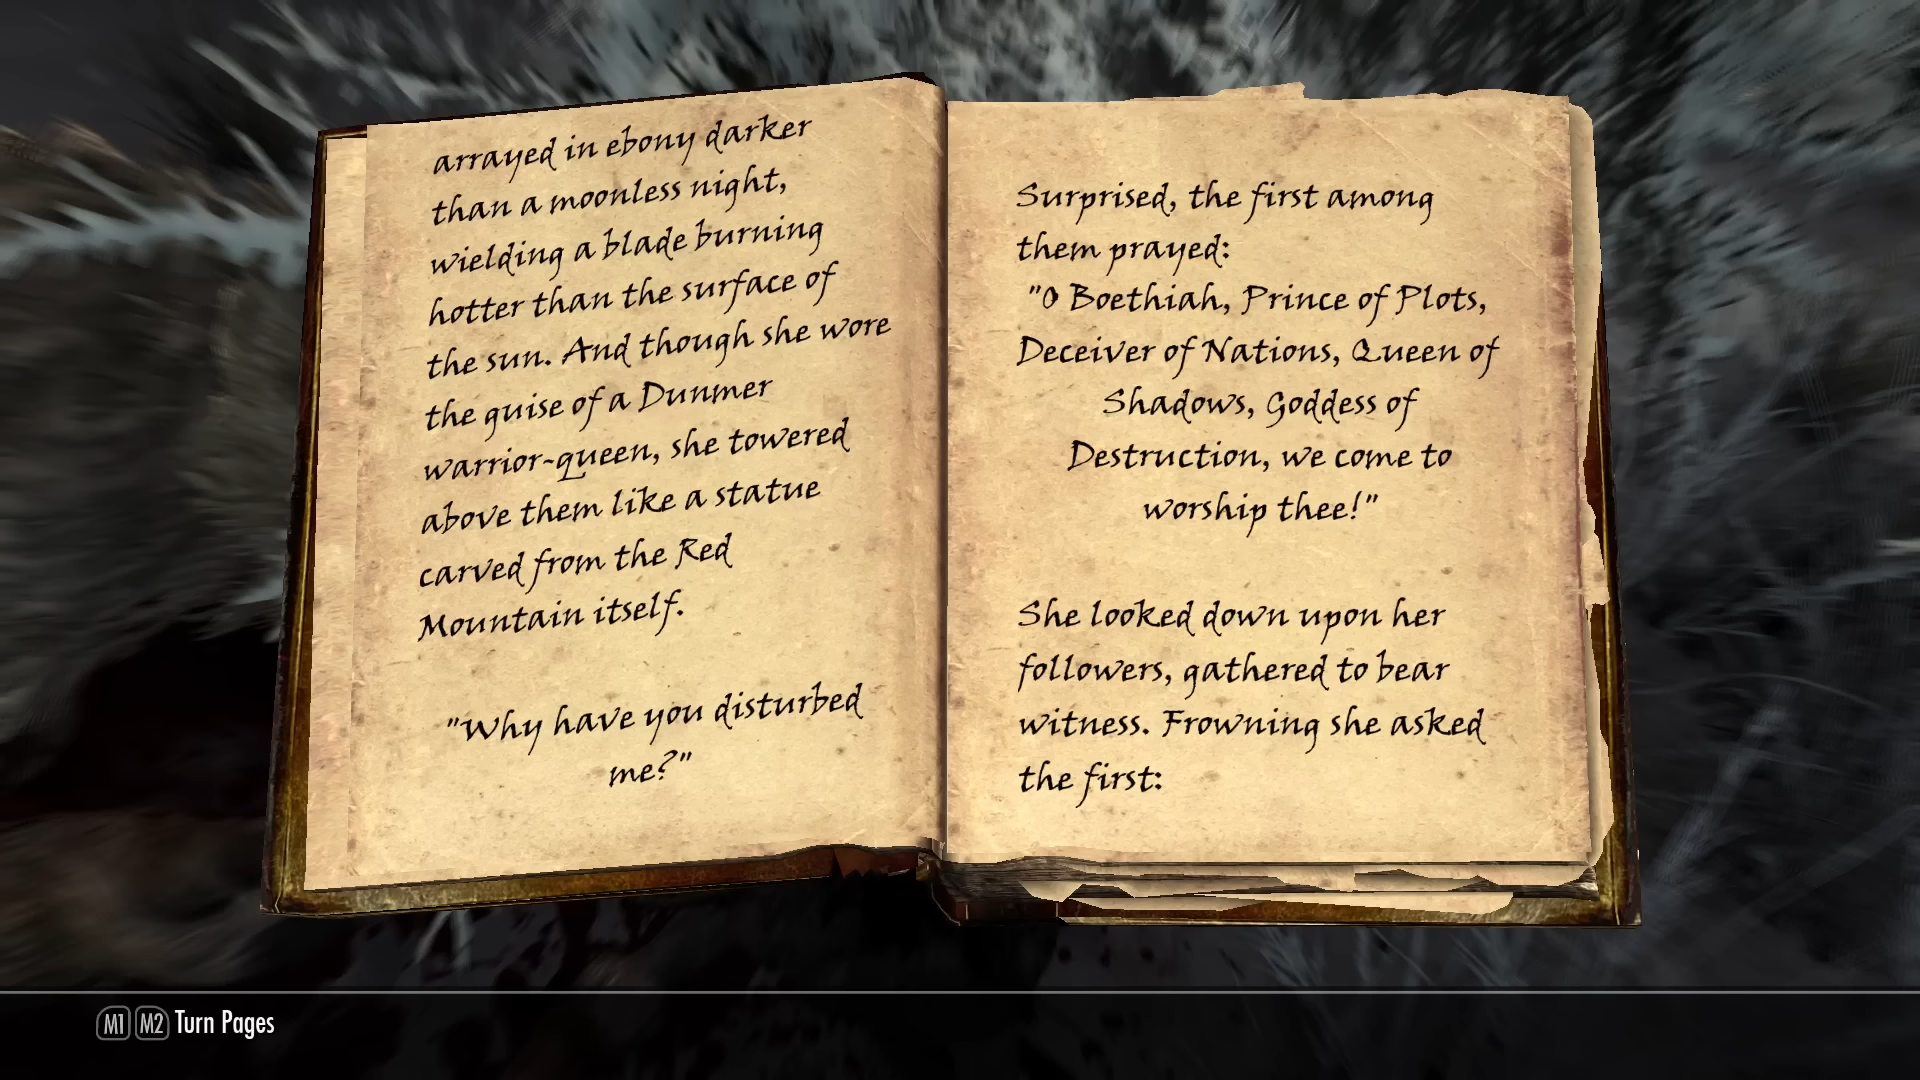 arrayed in ebony darker
than a moonless night,
wielding a blade burning
hotter than the surface of
the sun. And though she wore
the guise of a Dunmer
warrior-queen, she towered
above them like a statue
carved from the Red
Mountain itself.
"Why have you disturbed
me?"
Surprised, the first among
them prayed:
"O Boethiah, Prince of Plots,
Deceiver of Nations, Queen of
Shadows, Goddess of
Destruction, we come to
worship thee!"
She looked down upon her
followers, gathered to bear
witness. Frowning she asked
the first:
M1 M2 Turn Pages